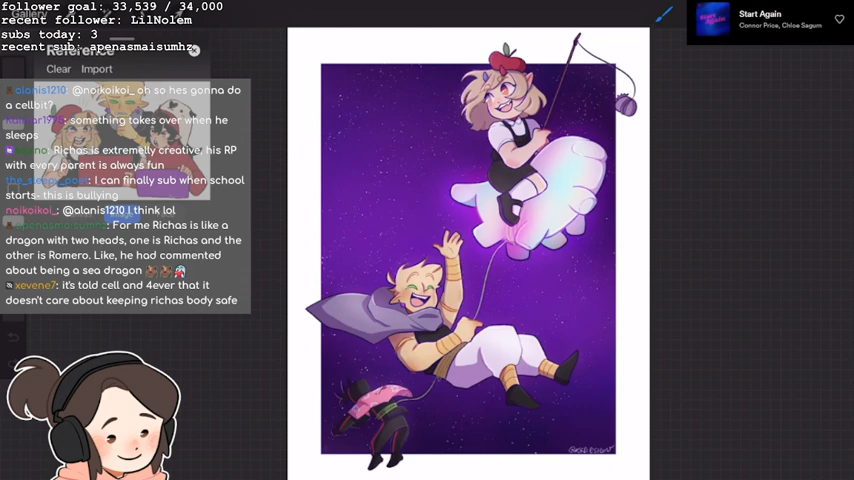 follower goal: 33,539 / 34,000
recent follower: LilNolem
subs today: 3
recent sub: apenasmaisumhz
Reference
Clear Import
alanis1210: @noikoikoi_ oh so hes gonna do
a cellbit?
something takes over when he
sleeps
Richas is extremelly creative, his RP
with every parent is always fun
I can finally sub when school
starts- this is bullying
noikoikoi_: @alanis1210 I think lol
For me Richas is like a
dragon with two heads, one is Richas and the
other is Romero. Like, he had commented
about being a sea dragon
xevene7: it's told cell and 4ever that it
doesn't care about keeping richas body safe
Start Again
Connor Price, Chloe Sagum